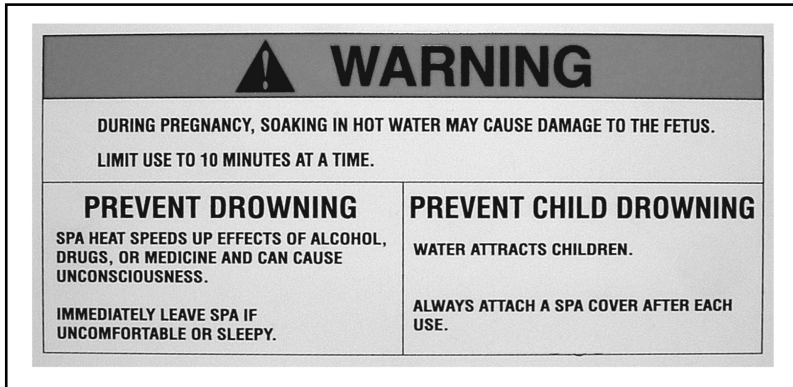 WARNING
DURING PREGNANCY, SOAKING IN HOT WATER MAY CAUSE DAMAGE TO THE FETUS.
LIMIT USE TO 10 MINUTES AT A TIME.
PREVENT DROWNING
SPA HEAT SPEEDS UP EFFECTS OF ALCOHOL,
DRUGS, OR MEDICINE AND CAN CAUSE
UNCONSCIOUSNESS.
IMMEDIATELY LEAVE SPA IF
UNCOMFORTABLE OR SLEEPY.
PREVENT CHILD DROWNING
WATER ATTRACTS CHILDREN.
ALWAYS ATTACH A SPA COVER AFTER EACH
USE.